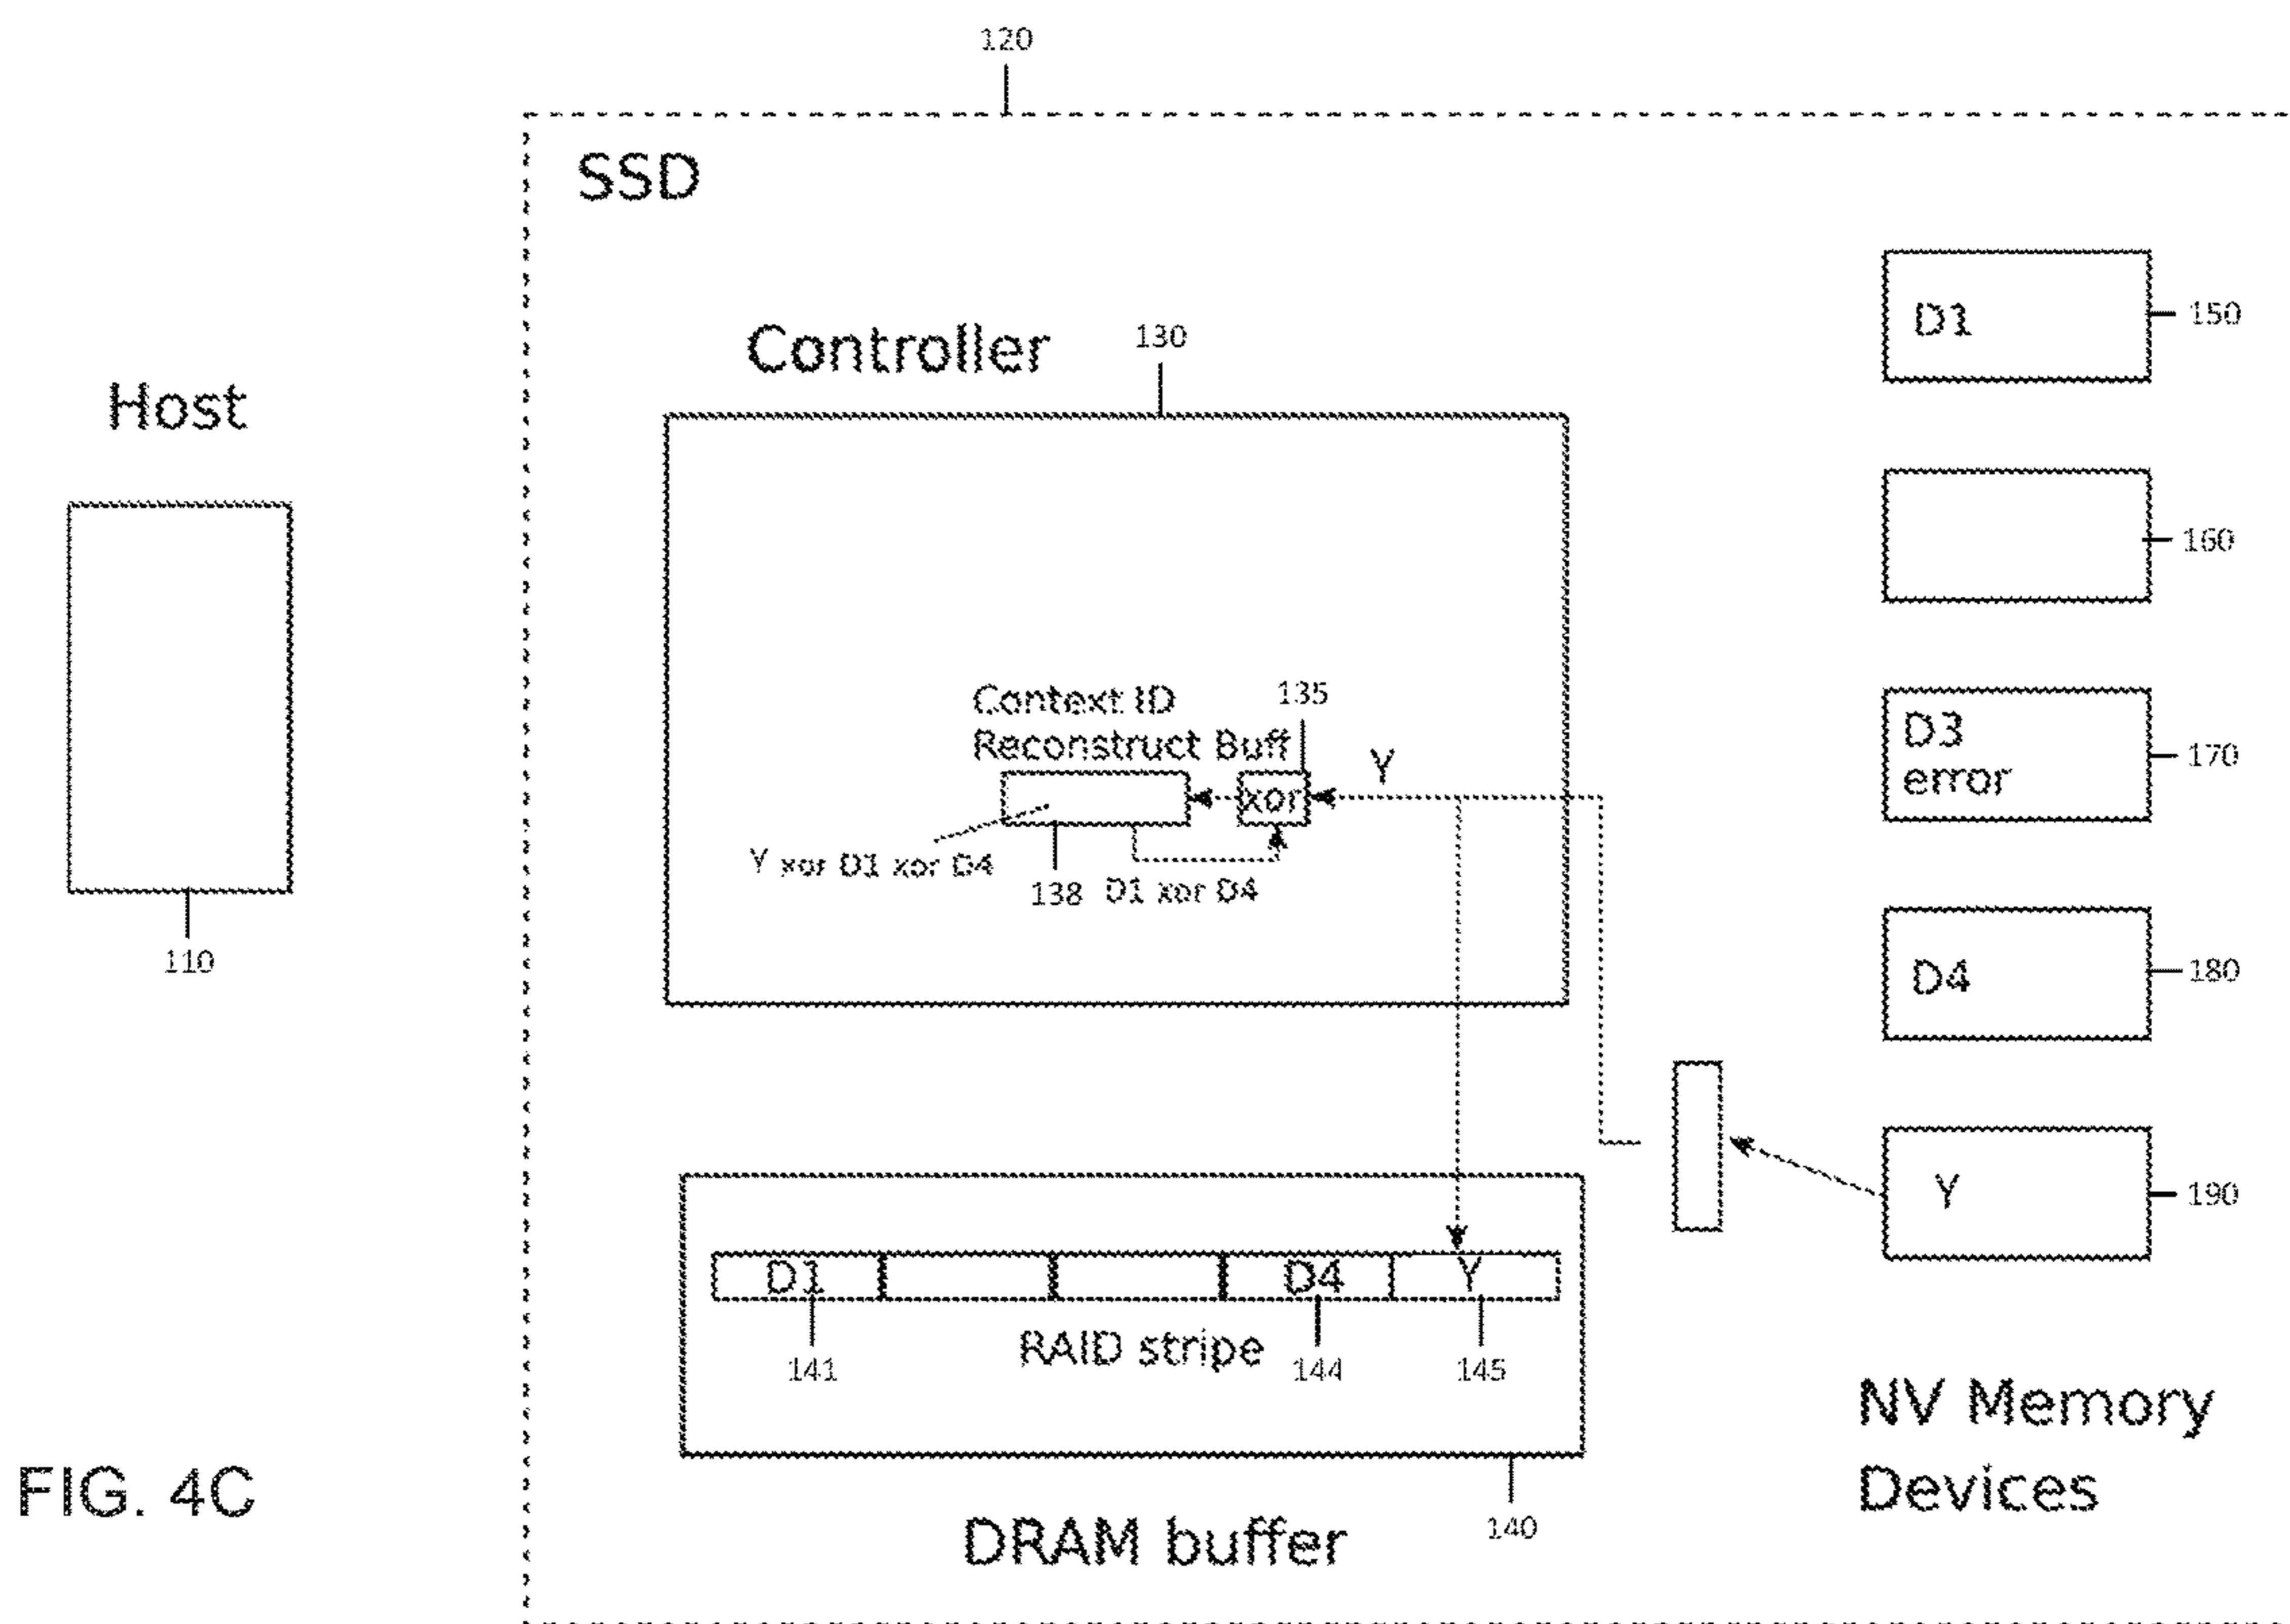 120
SSD
Controller
130
Host
D1
150
160
Context ID
Reconstruct Buff
135
D3
error
170
xor
Y
Y xor D1 xor D4
138
D1 xor D4
110
D4
180
Y
190
D1
D4
Y
RAID stripe
141
144
145
NV Memory
Devices
FIG. 4C
DRAM buffer
140